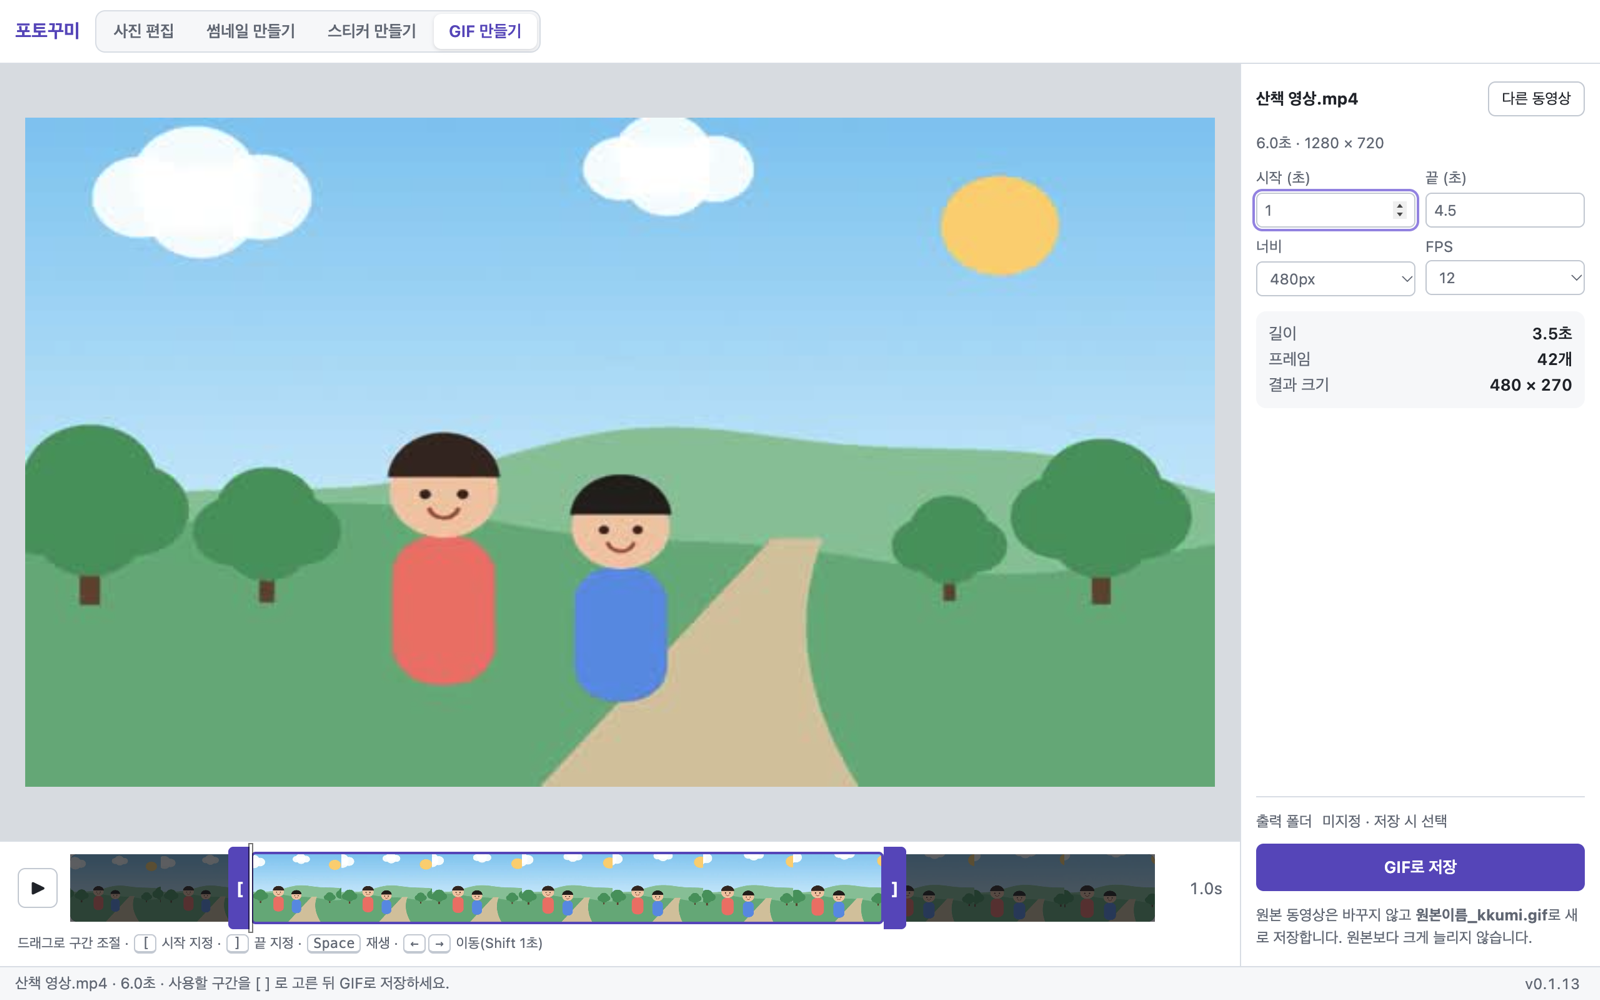 포토꾸미 사진 편집 썸네일 만들기 스티커 만들기 GIF 만들기
산책 영상.mp4 다른 동영상
6.0초 · 1280 × 720
시작 (초) 끝 (초)
1 4.5
너비 FPS
480px 12
길이 3.5초
프레임 42개
결과 크기 480 × 270
출력 폴더 미지정 · 저장 시 선택
GIF로 저장
원본 동영상은 바꾸지 않고 원본이름_kkumi.gif로 새
로 저장합니다. 원본보다 크게 늘리지 않습니다.
[ ] 1.0s
드래그로 구간 조절 · [ 시작 지정 · ] 끝 지정 · Space 재생 · ← → 이동(Shift 1초)
산책 영상.mp4 · 6.0초 · 사용할 구간을 [ ] 로 고른 뒤 GIF로 저장하세요. v0.1.13